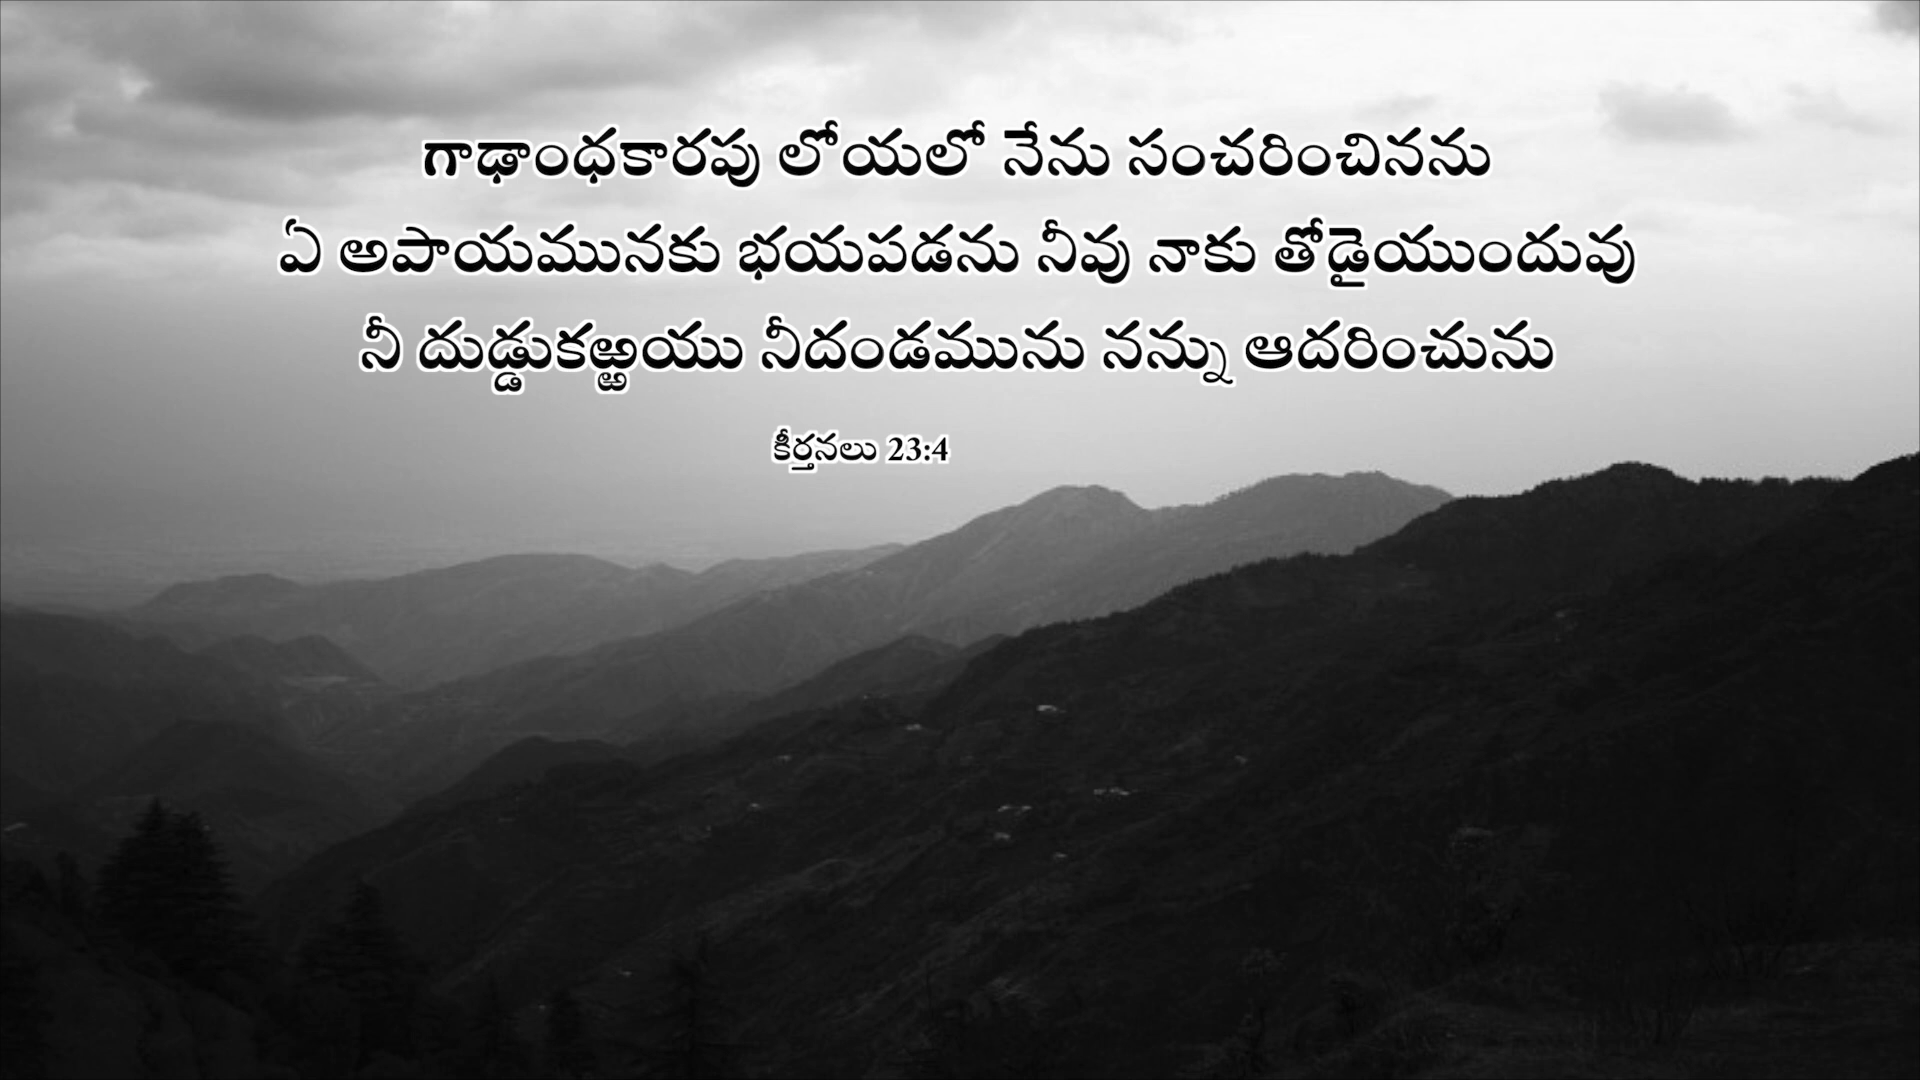 గాఢాంధకారపు లోయలో నేను సంచరించినను
ఏ అపాయమునకు భయపడను నీవు నాకు తోడైయుందువు
నీ దుడ్డుకఱ్ఱయు నీదండమును నన్ను ఆదరించును
కీర్తనలు 23:4